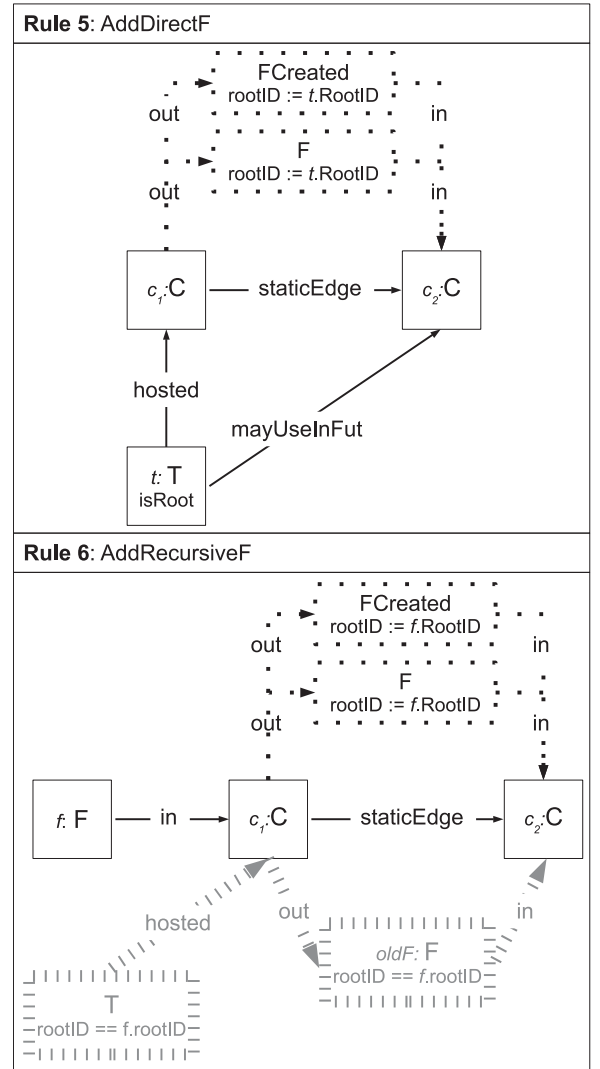 Rule 5: AddDirectF
FCreated
rootID := t.RootID
out
in
F
rootID := t.RootID
out
in
c1:C
staticEdge
c2:C
hosted
mayUseInFut
t: T
isRoot
Rule 6: AddRecursiveF
FCreated
rootID := f.RootID
out
in
F
rootID := f.RootID
out
in
f: F
in
c1:C
staticEdge
c2:C
hosted
out
in
oldF: F
rootID == f.rootID
T
rootID == f.rootID